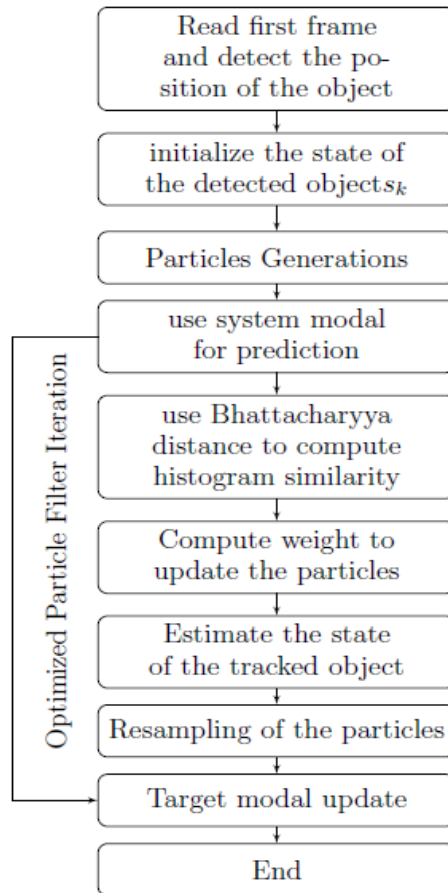 Read first frame
and detect the po-
sition of the object
initialize the state of
the detected objects$_k$
Particles Generations
use system modal
for prediction
use Bhattacharyya
distance to compute
histogram similarity
Compute weight to
update the particles
Estimate the state
of the tracked object
Resampling of the particles
Target modal update
End
Optimized Particle Filter Iteration